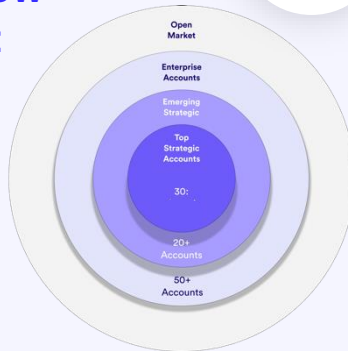 Open
Market
Enterprise
Accounts
Emerging
Strategic
Top
Strategic
Accounts
30:
20+
Accounts
50+
Accounts